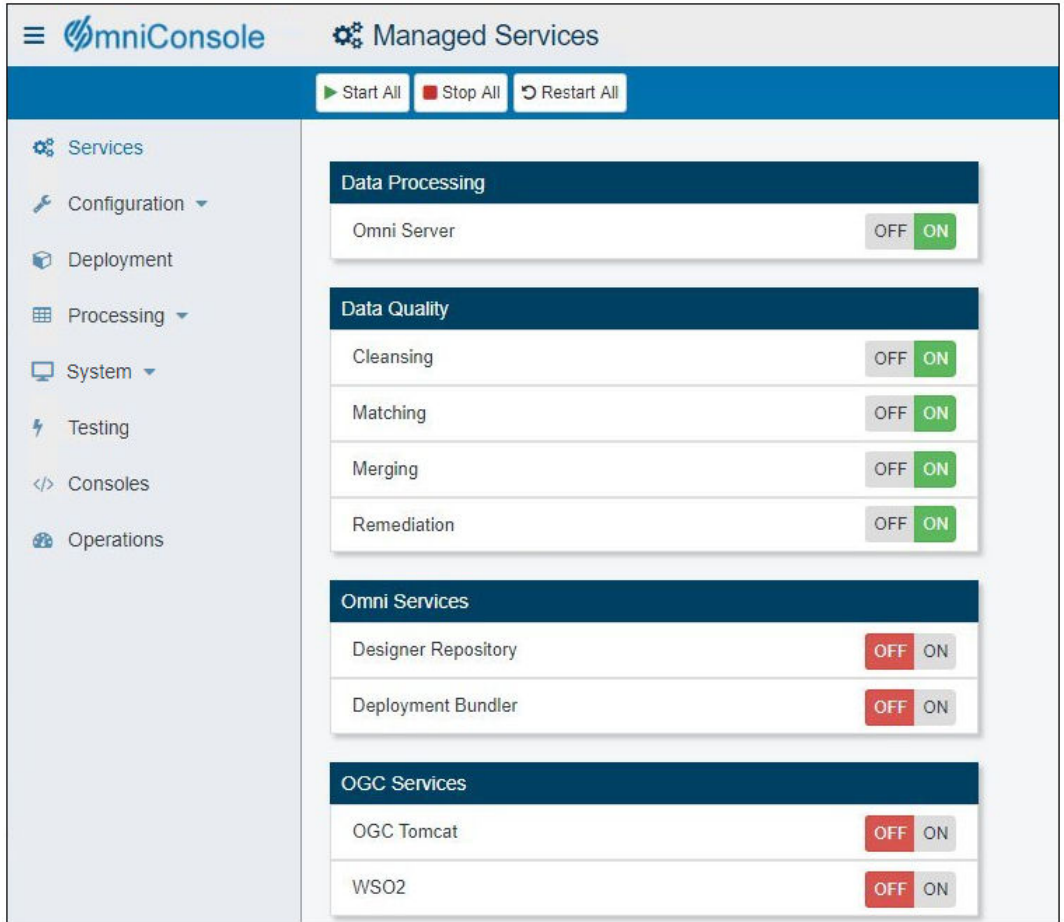 OmniConsole
Managed Services
Start All
Stop All
Restart All
Services
Configuration
Deployment
Processing
System
Testing
Consoles
Operations
Data Processing
Omni Server OFF ON
Data Quality
Cleansing OFF ON
Matching OFF ON
Merging OFF ON
Remediation OFF ON
Omni Services
Designer Repository OFF ON
Deployment Bundler OFF ON
OGC Services
OGC Tomcat OFF ON
WSO2 OFF ON